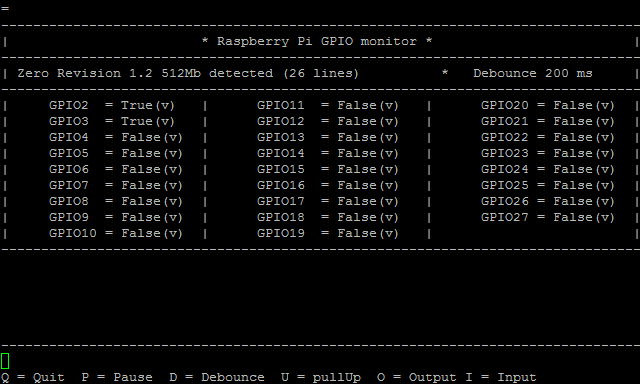 =
* Raspberry Pi GPIO monitor *
Zero Revision 1.2 512Mb detected (26 lines) * Debounce 200 ms
GPIO2 = True(v) | GPIO11 = False(v) | GPIO20 = False(v)
GPIO3 = True(v) | GPIO12 = False(v) | GPIO21 = False(v)
GPIO4 = False(v) | GPIO13 = False(v) | GPIO22 = False(v)
GPIO5 = False(v) | GPIO14 = False(v) | GPIO23 = False(v)
GPIO6 = False(v) | GPIO15 = False(v) | GPIO24 = False(v)
GPIO7 = False(v) | GPIO16 = False(v) | GPIO25 = False(v)
GPIO8 = False(v) | GPIO17 = False(v) | GPIO26 = False(v)
GPIO9 = False(v) | GPIO18 = False(v) | GPIO27 = False(v)
GPIO10 = False(v) | GPIO19 = False(v) |
Q = Quit P = Pause D = Debounce U = pullUp O = Output I = Input